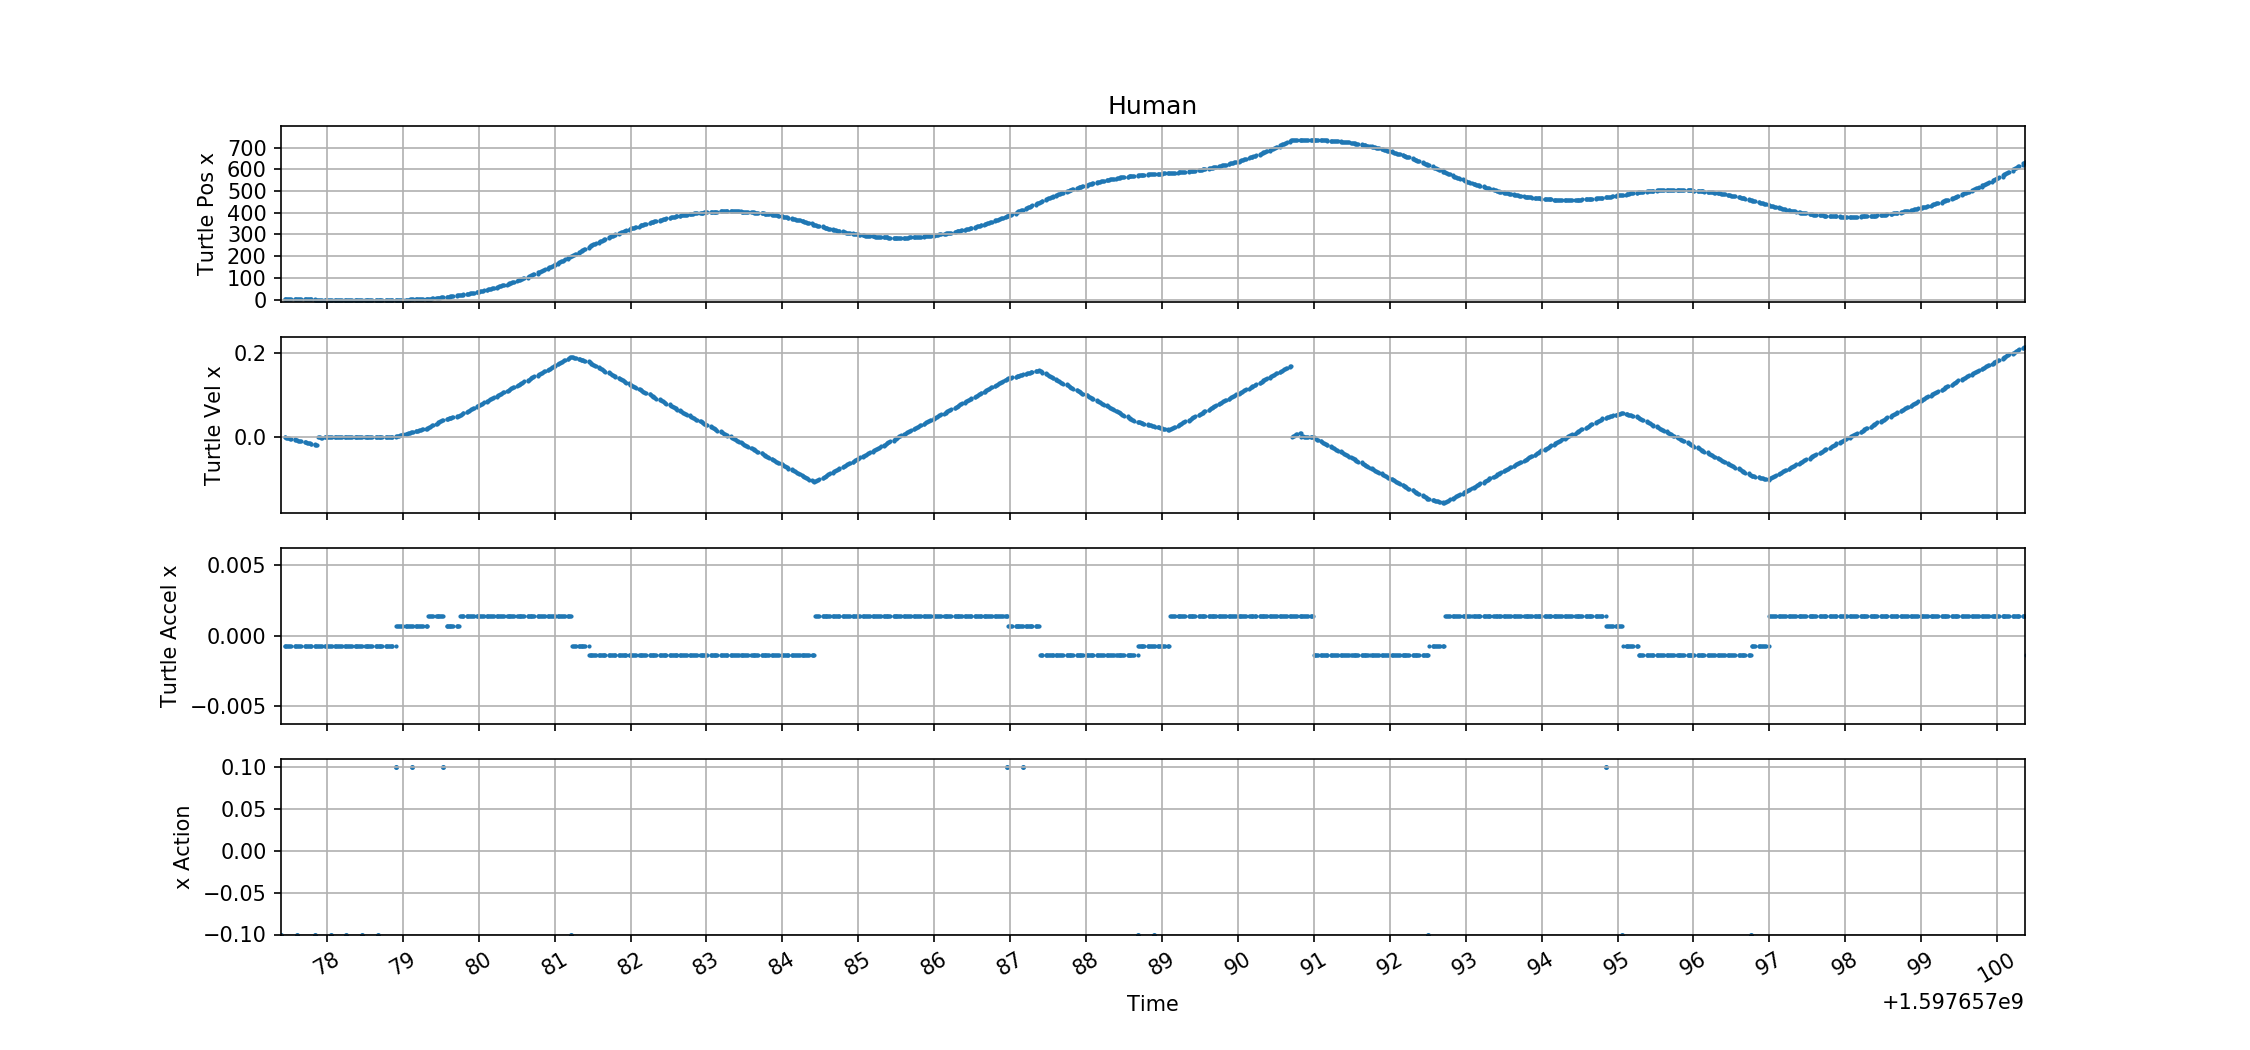 Human
Turtle Pos x
700
600
500
400
300
200
100
0
Turtle Vel x
0.2
0.0
Turtle Accel x
0.005
0.000
−0.005
x Action
0.10
0.05
0.00
−0.05
−0.10
78 79 80 81 82 83 84 85 86 87 88 89 90 91 92 93 94 95 96 97 98 99 100
Time
+1.597657e9